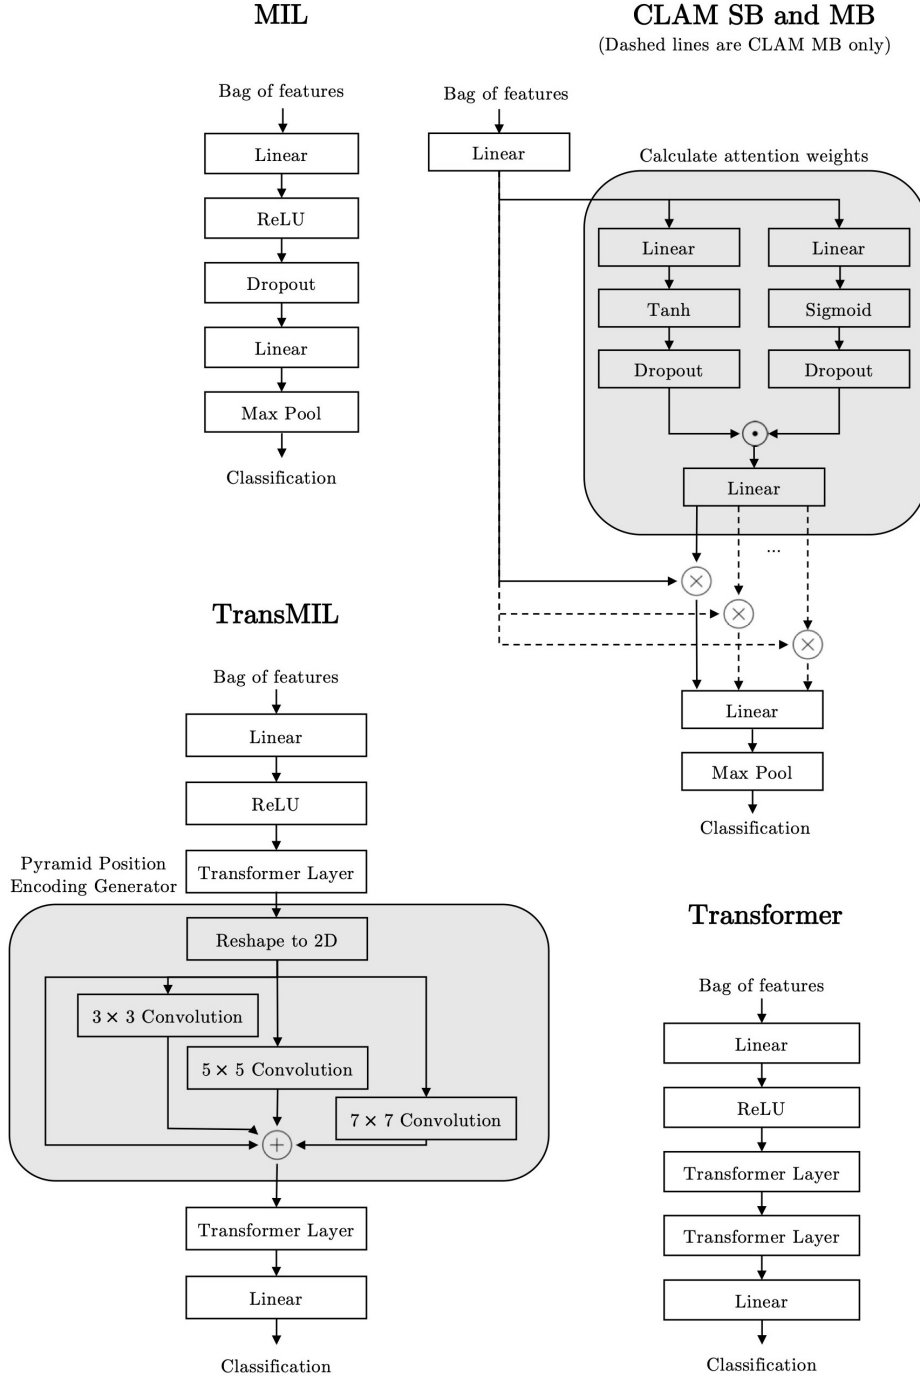 MIL
Bag of features
Linear
ReLU
Dropout
Linear
Max Pool
Classification
CLAM SB and MB
(Dashed lines are CLAM MB only)
Bag of features
Linear
Calculate attention weights
Linear
Linear
Tanh
Sigmoid
Dropout
Dropout
Linear
...
Linear
Max Pool
Classification
TransMIL
Bag of features
Linear
ReLU
Transformer Layer
Pyramid Position
Encoding Generator
Reshape to 2D
3 × 3 Convolution
5 × 5 Convolution
7 × 7 Convolution
Transformer Layer
Linear
Classification
Transformer
Bag of features
Linear
ReLU
Transformer Layer
Transformer Layer
Linear
Classification